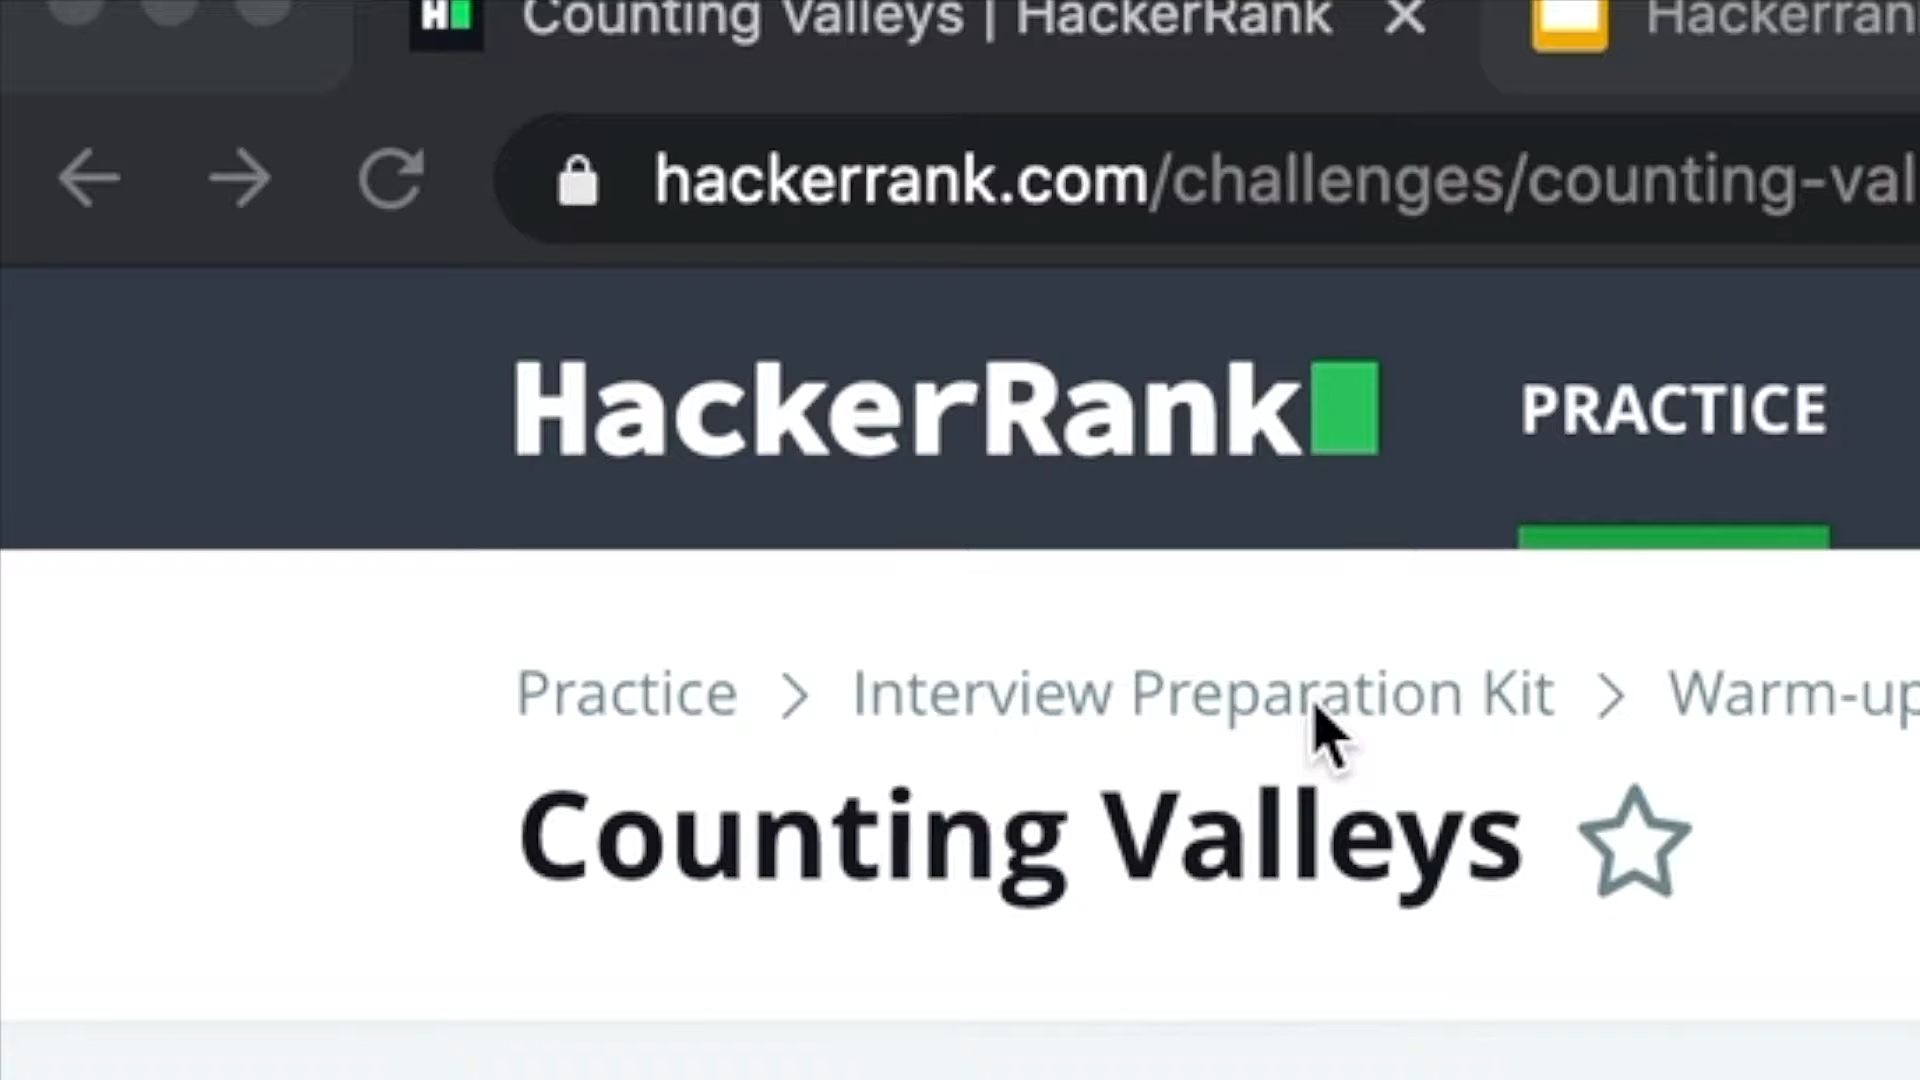 Counting Valleys | HackerRank
hackerrank.com/challenges/counting-val
HackerRank
PRACTICE
Practice > Interview Preparation Kit > Warm-up
Counting Valleys